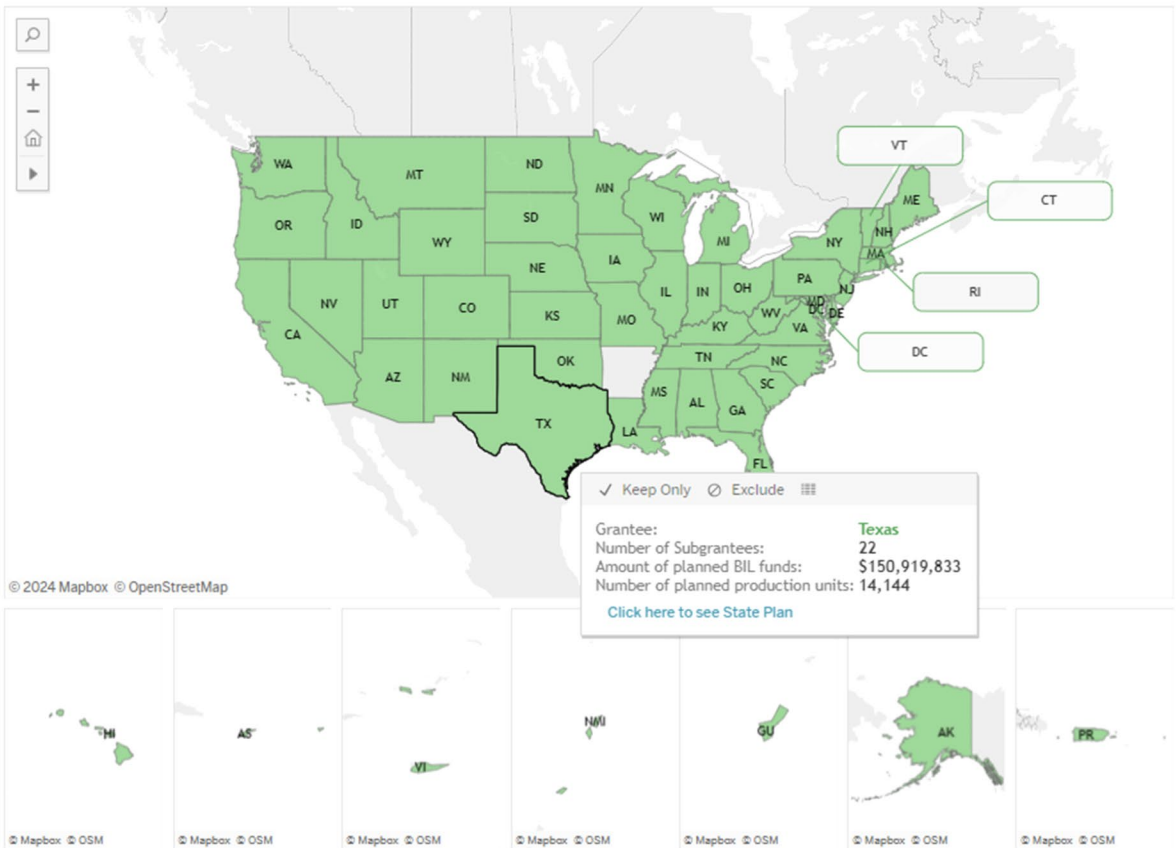 VT
WA
MT
ND
MN
ME
CT
OR
ID
SD
WI
MI
NY
NH
WY
MA
IA
NE
PA
NV
UT
CO
IL
IN
OH
NJ
RI
MD
DC
DE
KS
MO
WV
VA
KY
CA
DC
TN
NC
OK
AZ
NM
SC
MS
AL
GA
TX
LA
FL
Keep Only Exclude
Grantee: Texas
Number of Subgrantees: 22
Amount of planned BIL funds: $150,919,833
Number of planned production units: 14,144
Click here to see State Plan
© 2024 Mapbox © OpenStreetMap
HI
AS
VI
GU
AK
PR
© Mapbox © OSM
© Mapbox © OSM
© Mapbox © OSM
© Mapbox © OSM
© Mapbox © OSM
© Mapbox © OSM
© Mapbox © OSM